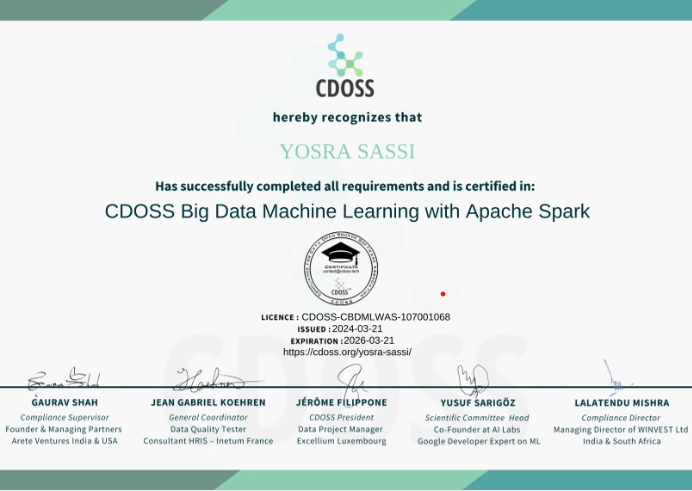 CDOSS
hereby recognizes that
YOSRA SASSI
Has successfully completed all requirements and is certified in:
CDOSS Big Data Machine Learning with Apache Spark
CERTIFICATE
contact@cdoss.tech
CDOSS
LICENCE : CDOSS-CBDMLWAS-107001068
ISSUED : 2024-03-21
EXPIRATION : 2026-03-21
https://cdoss.org/yosra-sassi/
GAURAV SHAH
Compliance Supervisor
Founder & Managing Partners
Arete Ventures India & USA
JEAN GABRIEL KOEHREN
General Coordinator
Data Quality Tester
Consultant HRIS – Inetum France
JÉRÔME FILIPPONE
CDOSS President
Data Project Manager
Excellium Luxembourg
YUSUF SARIGÖZ
Scientific Committee Head
Co-Founder at AI Labs
Google Developer Expert on ML
LALATENDU MISHRA
Compliance Director
Managing Director of WINVEST Ltd
India & South Africa